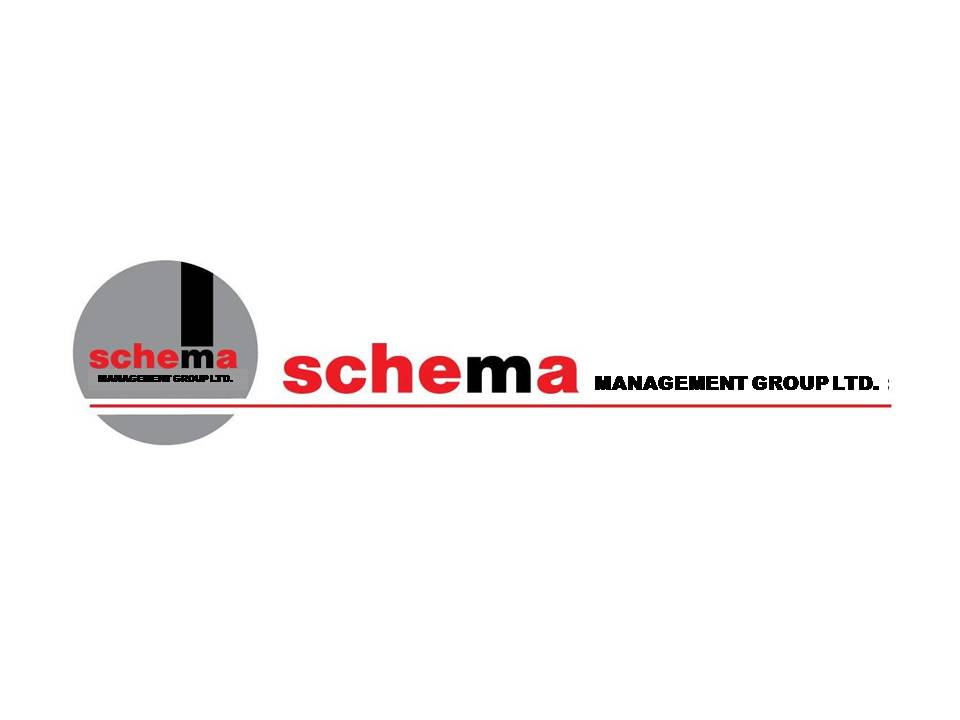 schema
MANAGEMENT GROUP LTD.
schema MANAGEMENT GROUP LTD.